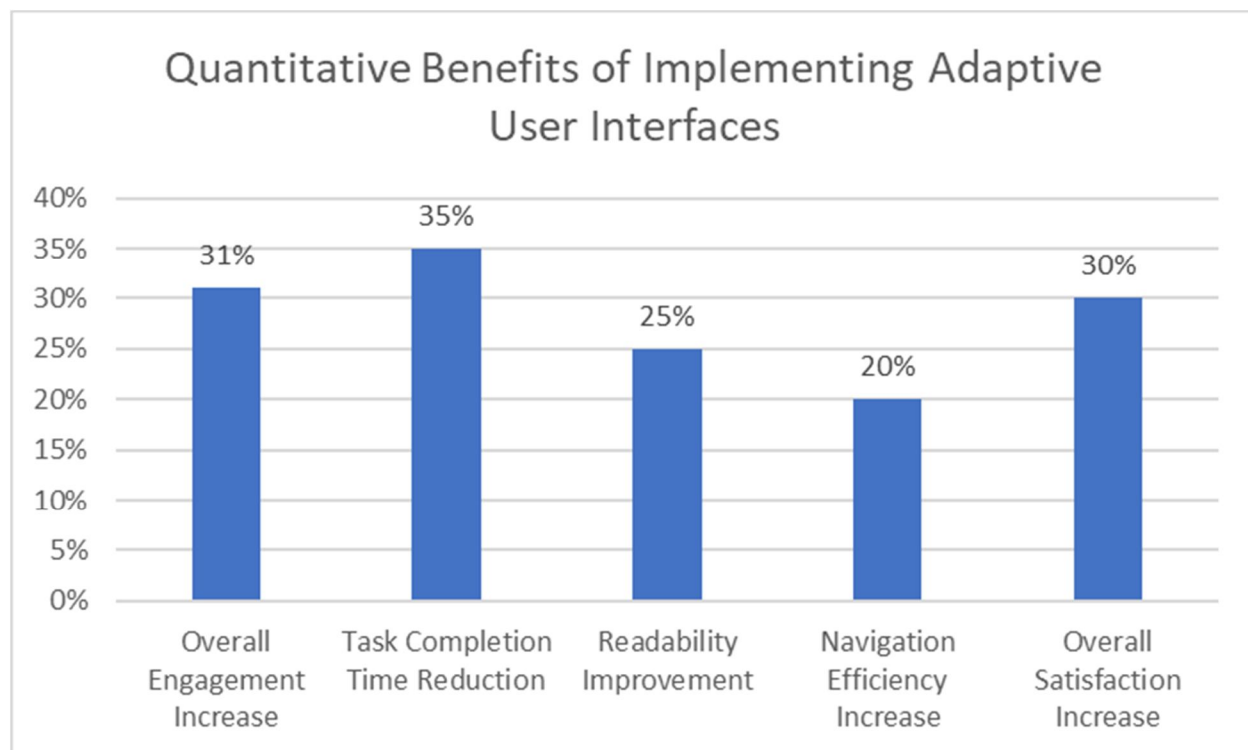 Quantitative Benefits of Implementing Adaptive
User Interfaces
40%
35%
30%
25%
20%
15%
10%
5%
0%
31%
35%
25%
20%
30%
Overall
Engagement
Increase
Task Completion
Time Reduction
Readability
Improvement
Navigation
Efficiency
Increase
Overall
Satisfaction
Increase